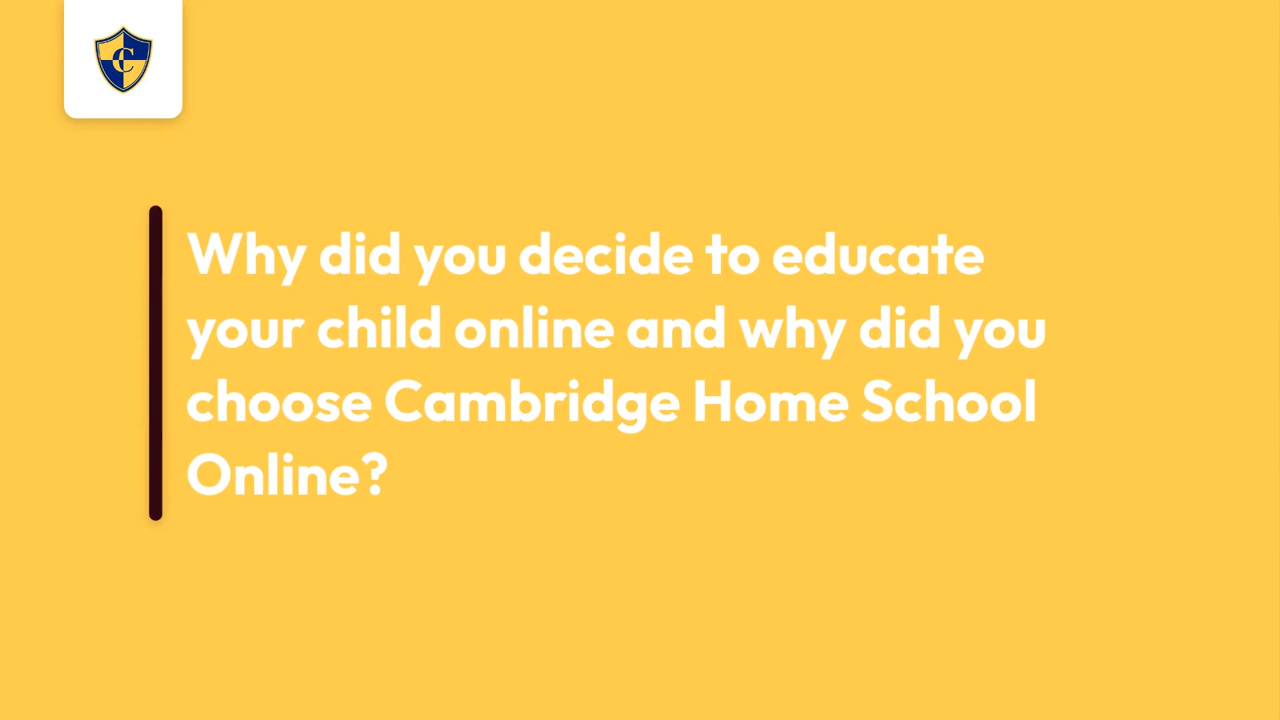 C
Why did you decide to educate
your child online and why did you
choose Cambridge Home School
Online?